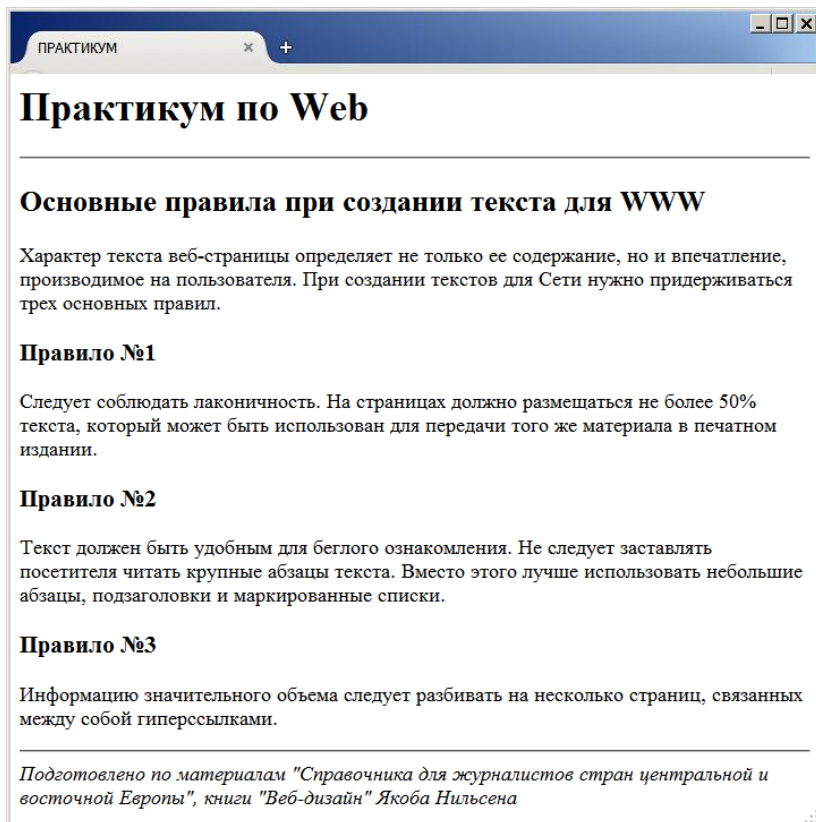 ПРАКТИКУМ
Практикум по Web
Основные правила при создании текста для WWW
Характер текста веб-страницы определяет не только ее содержание, но и впечатление,
производимое на пользователя. При создании текстов для Сети нужно придерживаться
трех основных правил.
Правило №1
Следует соблюдать лаконичность. На страницах должно размещаться не более 50%
текста, который может быть использован для передачи того же материала в печатном
издании.
Правило №2
Текст должен быть удобным для беглого ознакомления. Не следует заставлять
посетителя читать крупные абзацы текста. Вместо этого лучше использовать небольшие
абзацы, подзаголовки и маркированные списки.
Правило №3
Информацию значительного объема следует разбивать на несколько страниц, связанных
между собой гиперссылками.
Подготовлено по материалам "Справочника для журналистов стран центральной и
восточной Европы", книги "Веб-дизайн" Якоба Нильсена